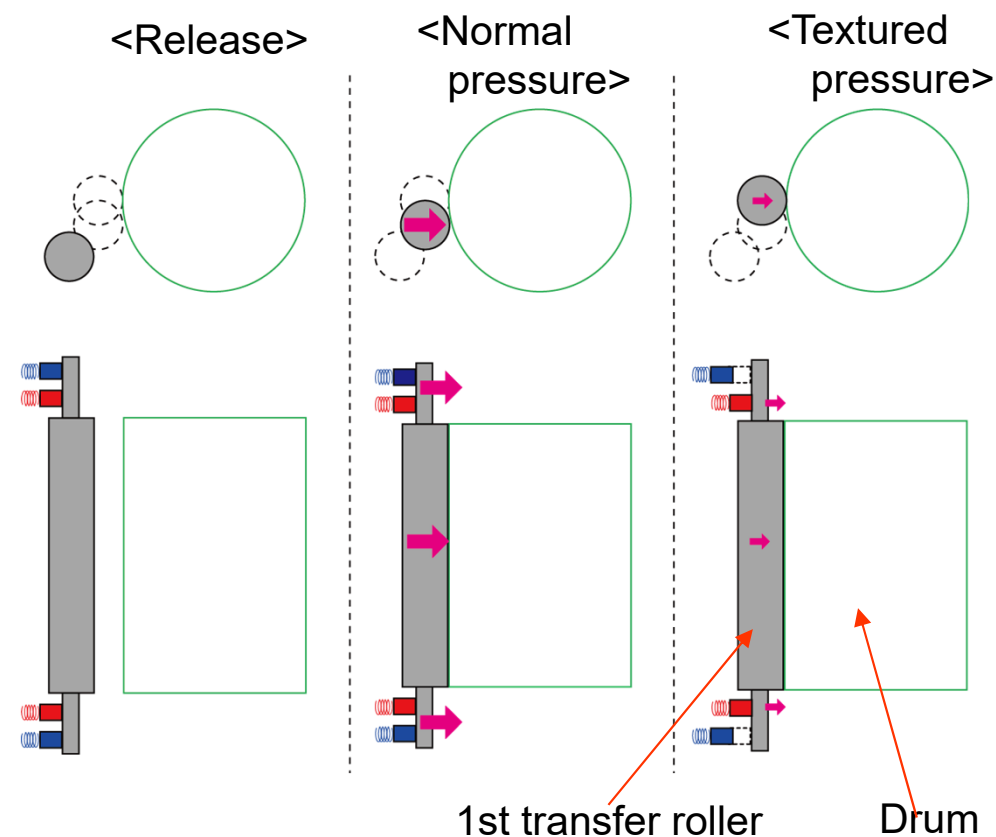 <Release>
<Normal
pressure>
<Textured
pressure>
1st transfer roller
Drum